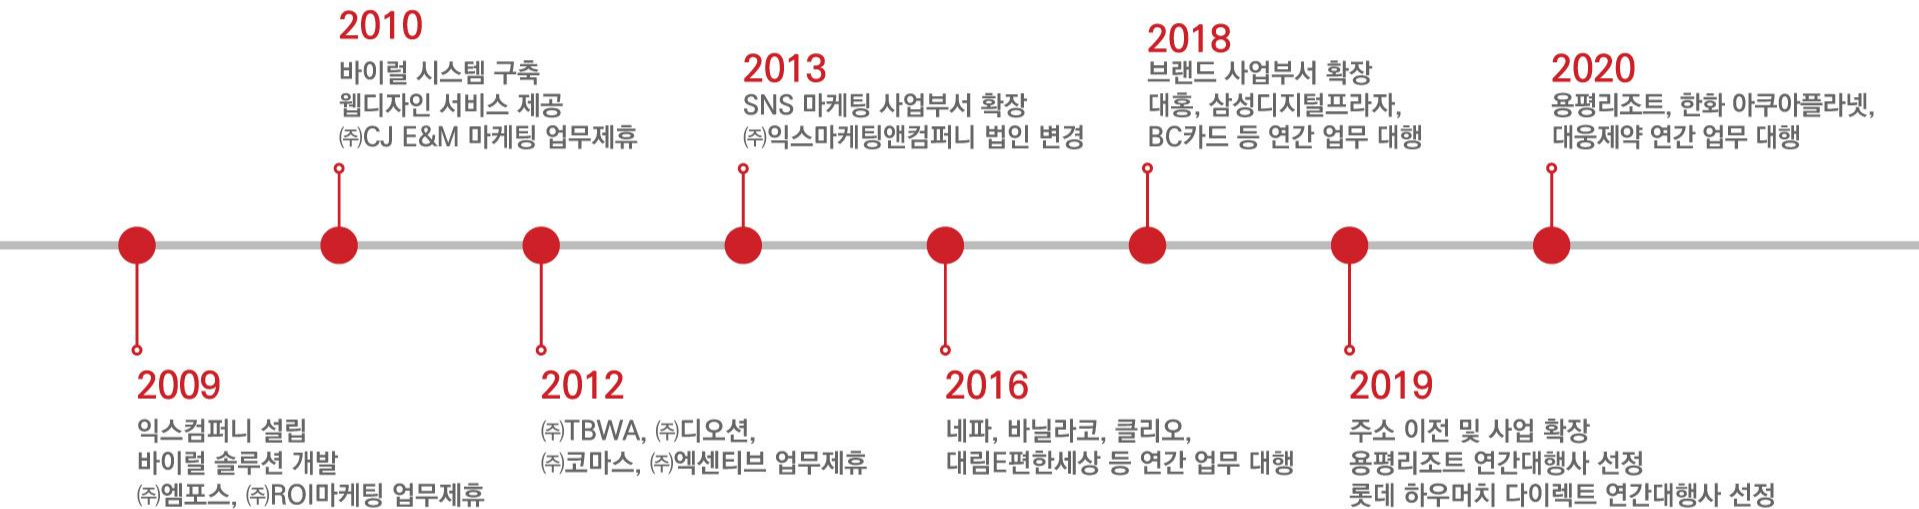 2010
바이럴 시스템 구축
웹디자인 서비스 제공
㈜CJ E&M 마케팅 업무제휴
2013
SNS 마케팅 사업부서 확장
㈜익스마케팅앤컴퍼니 법인 변경
2018
브랜드 사업부서 확장
대홍, 삼성디지털프라자,
BC카드 등 연간 업무 대행
2020
용평리조트, 한화 아쿠아플라넷,
대웅제약 연간 업무 대행
2009
익스컴퍼니 설립
바이럴 솔루션 개발
㈜엠포스, ㈜ROI마케팅 업무제휴
2012
㈜TBWA, ㈜디오션,
㈜코마스, ㈜엑센티브 업무제휴
2016
네파, 바닐라코, 클리오,
대림E편한세상 등 연간 업무 대행
2019
주소 이전 및 사업 확장
용평리조트 연간대행사 선정
롯데 하우머치 다이렉트 연간대행사 선정